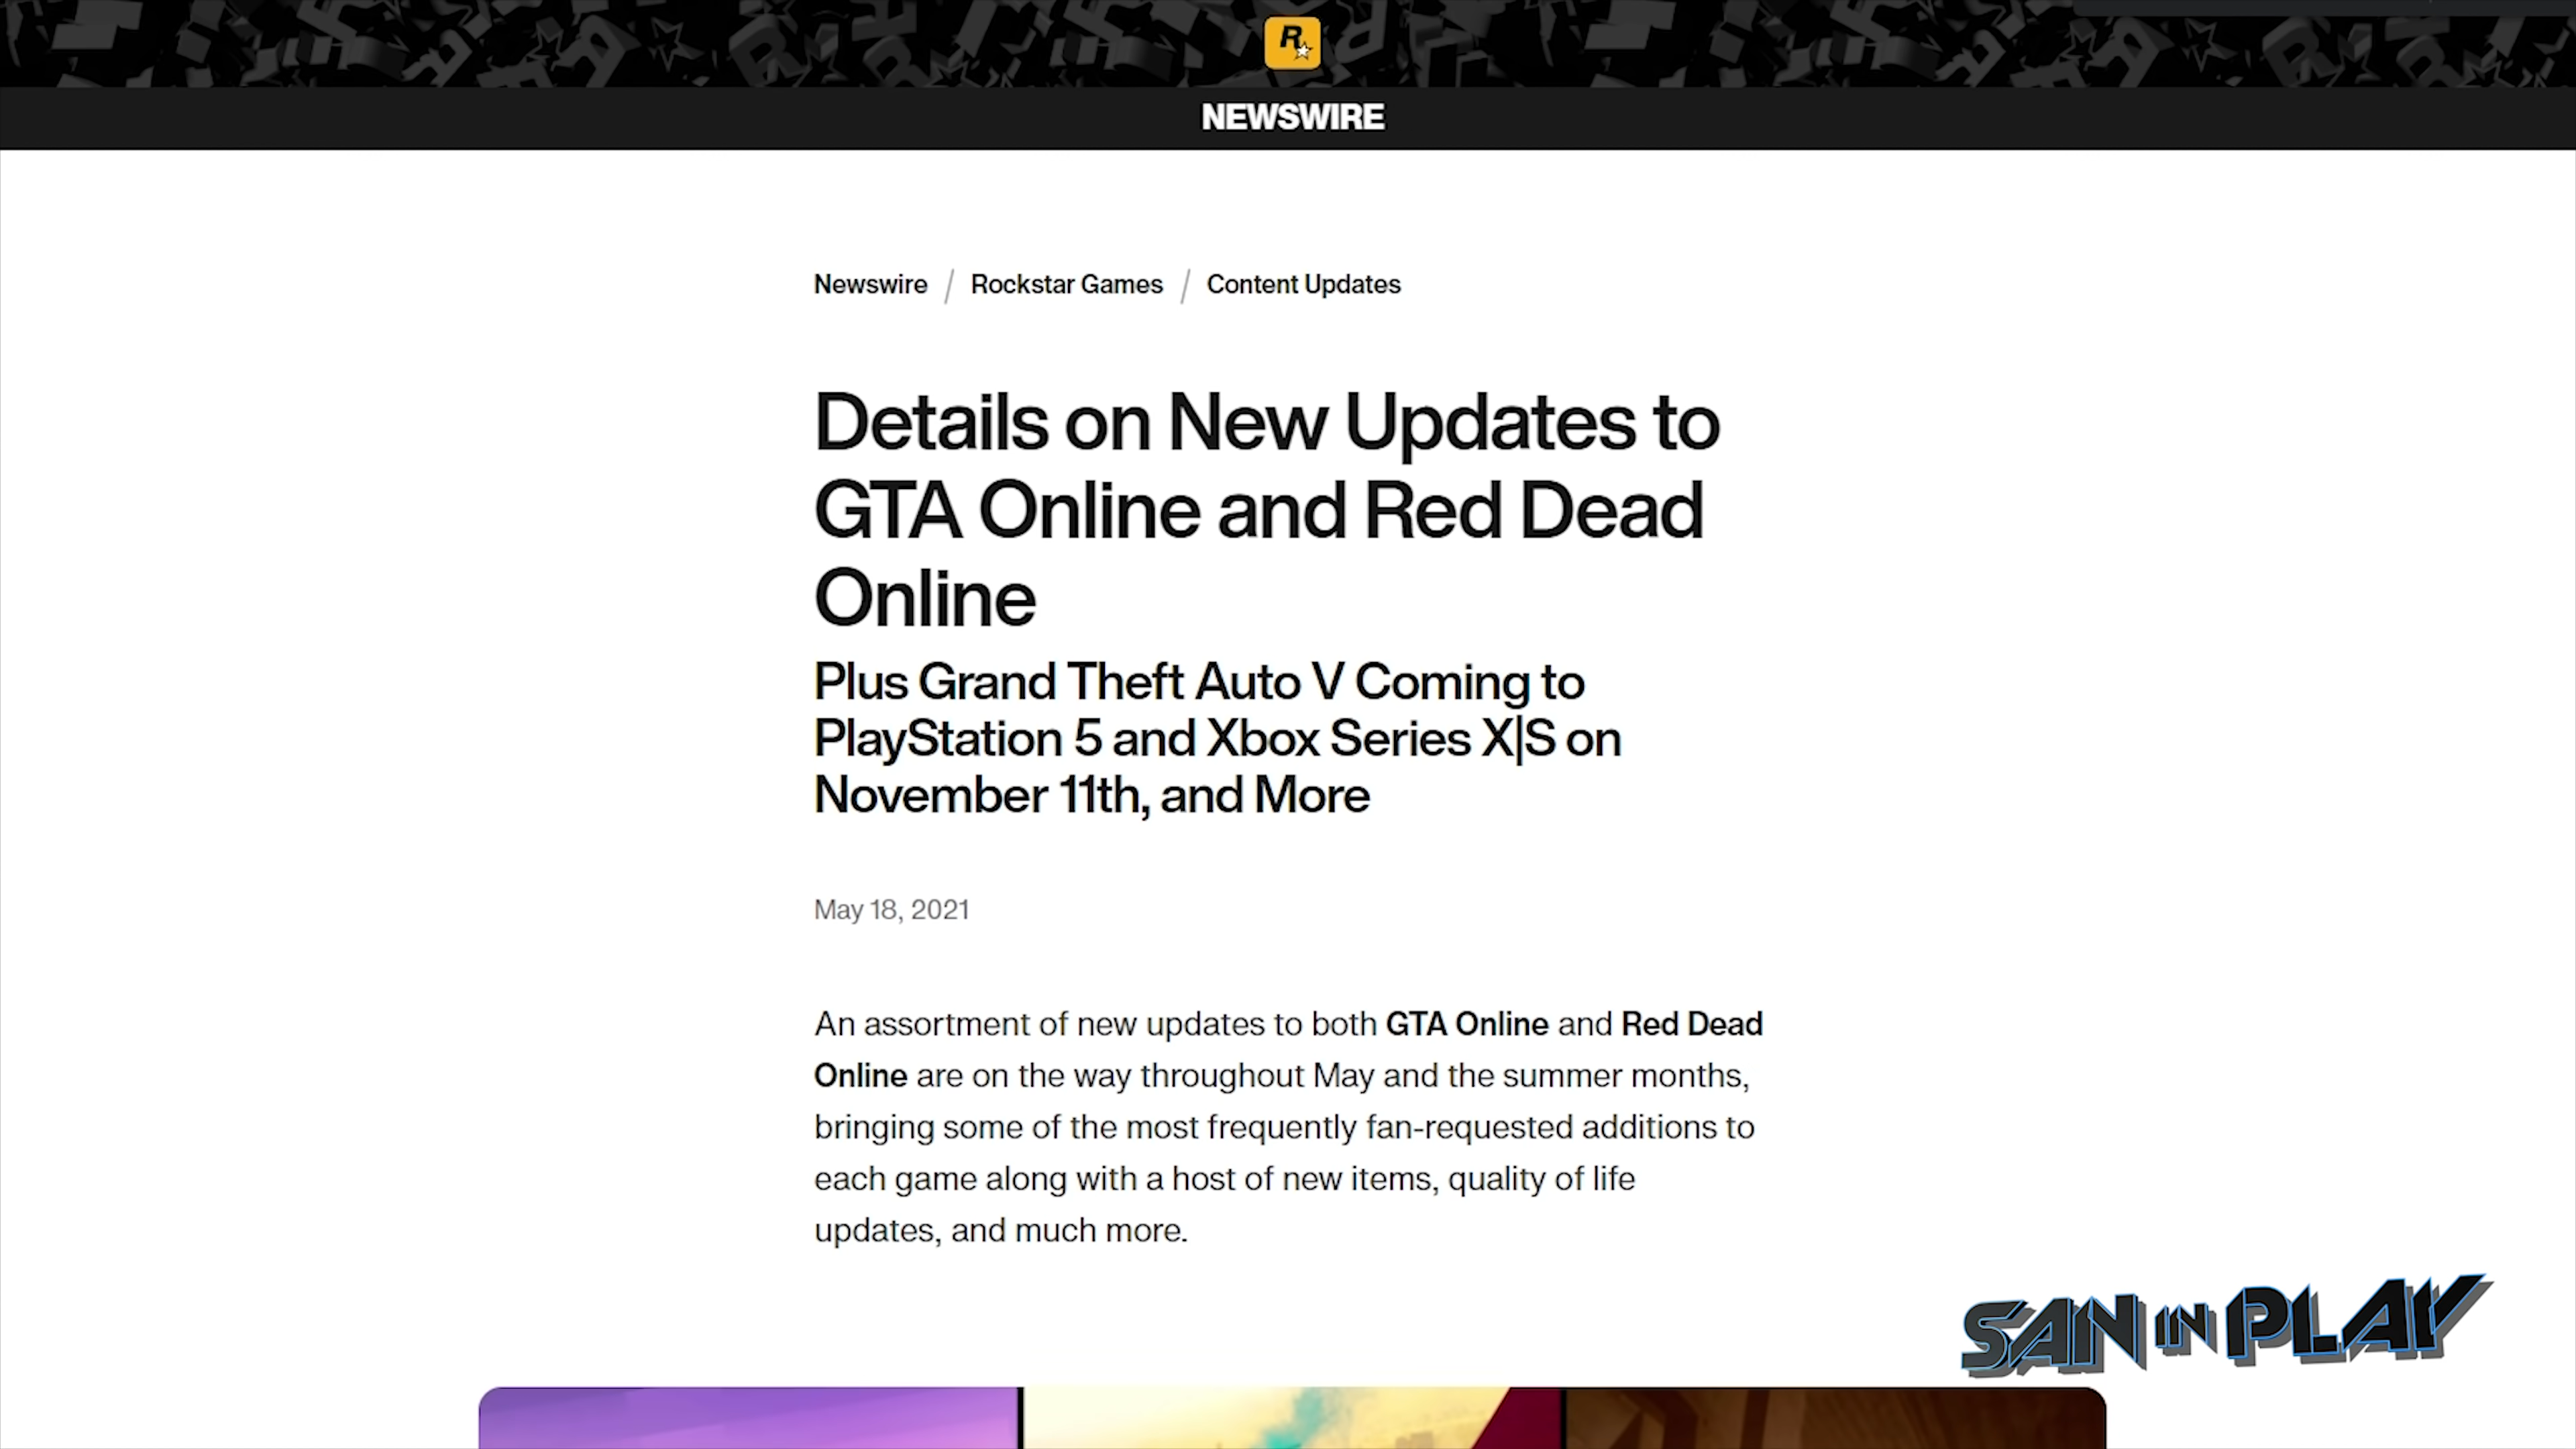 R
NEWSWIRE
Newswire / Rockstar Games / Content Updates
Details on New Updates to
GTA Online and Red Dead
Online
Plus Grand Theft Auto V Coming to
PlayStation 5 and Xbox Series X|S on
November 11th, and More
May 18, 2021
An assortment of new updates to both GTA Online and Red Dead
Online are on the way throughout May and the summer months,
bringing some of the most frequently fan-requested additions to
each game along with a host of new items, quality of life
updates, and much more.
SAN IN PLAY